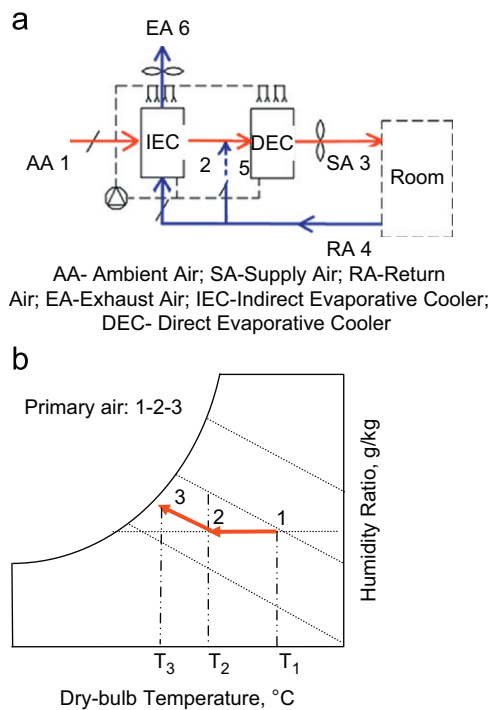 a
EA 6
IEC
DEC
AA 1
2
5
SA 3
Room
RA 4
AA- Ambient Air; SA-Supply Air; RA-Return
Air; EA-Exhaust Air; IEC-Indirect Evaporative Cooler;
DEC- Direct Evaporative Cooler
b
Primary air: 1-2-3
3
2
1
Humidity Ratio, g/kg
T3
T2
T1
Dry-bulb Temperature, °C